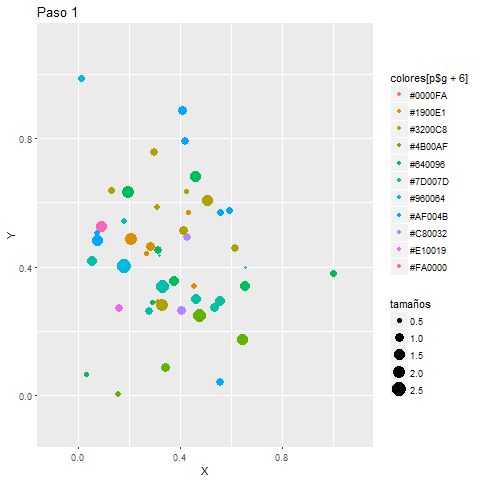 Paso 1
colores[p$g + 6]
#0000FA
#1900E1
#3200C8
#4B00AF
#640096
#7D007D
#960064
#AF004B
#C80032
#E10019
#FA0000
tamaños
0.5
1.0
1.5
2.0
2.5
Y
0.8
0.4
0.0
0.0
0.4
0.8
X